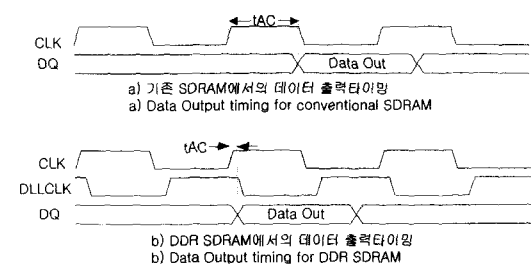 tAC
CLK
DQ Data Out
a) 기존 SDRAM에서의 데이터 출력타이밍
a) Data Output timing for conventional SDRAM
tAC
CLK
DLLCLK
DQ Data Out
b) DDR SDRAM에서의 데이터 출력타이밍
b) Data Output timing for DDR SDRAM